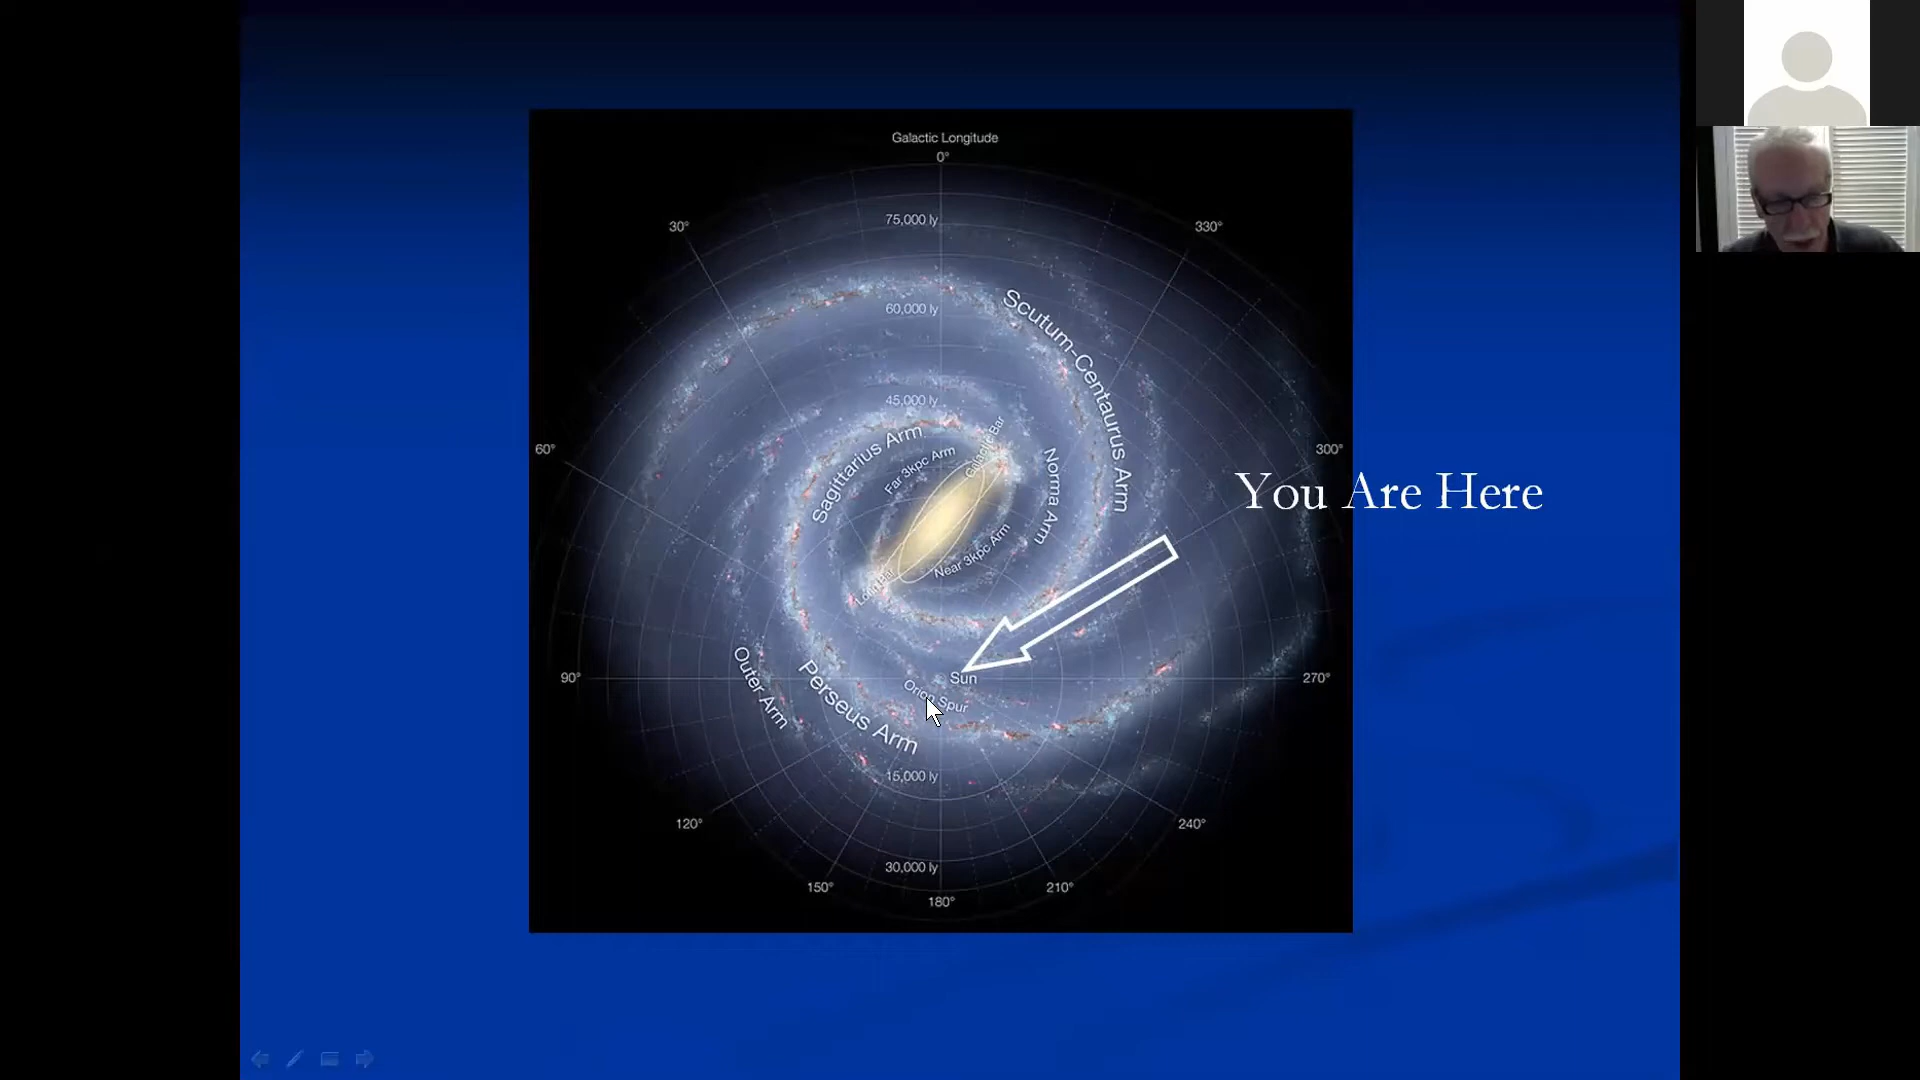 Galactic Longitude
0°
30°
330°
75,000 ly
60,000 ly
Scutum-Centaurus Arm
45,000 ly
Sagittarius Arm
Far 3kpc Arm
Galactic Bar
Norma Arm
60°
300°
You Are Here
Near 3kpc Arm
Long Bar
90°
Sun
270°
Orion Spur
Outer Arm
Perseus Arm
15,000 ly
120°
240°
30,000 ly
150°
210°
180°